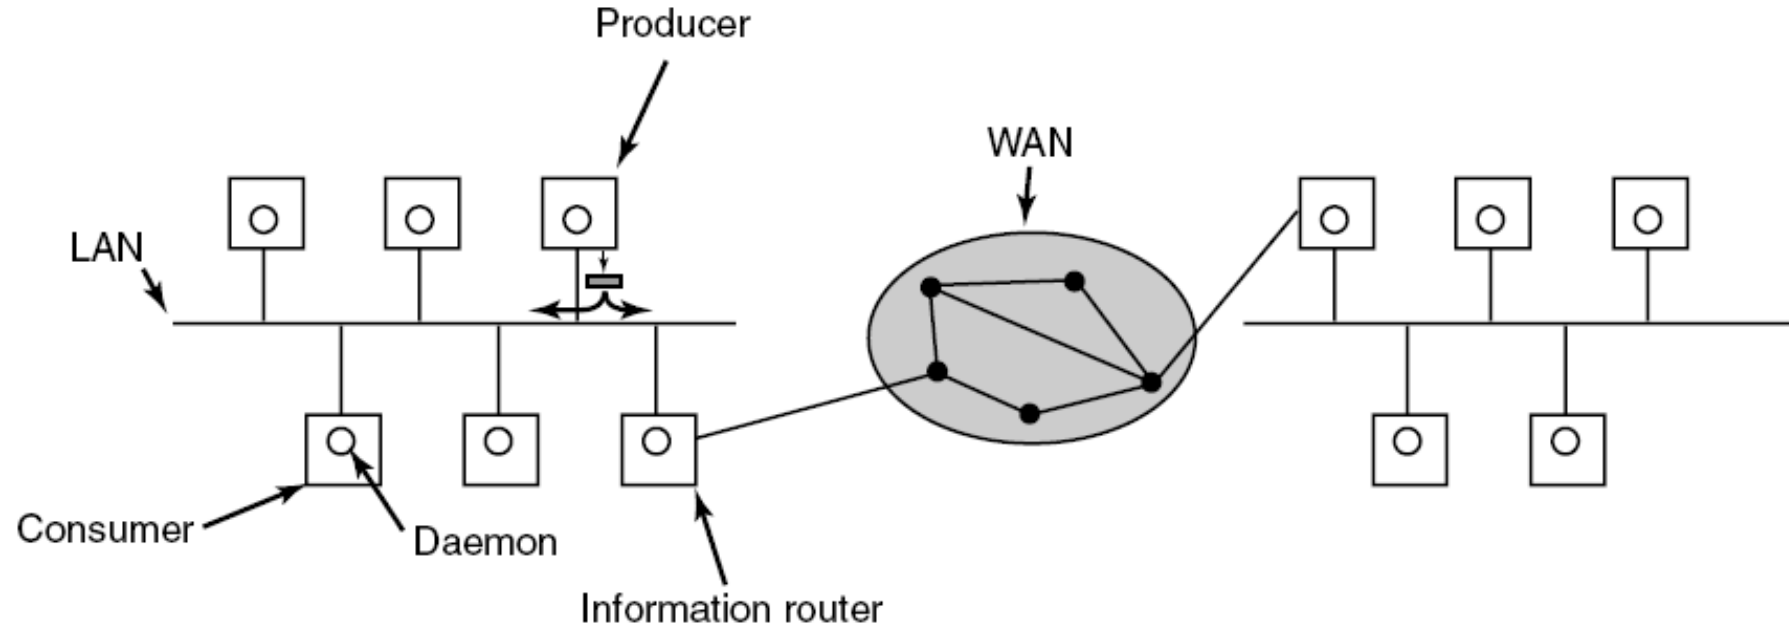 Producer
WAN
LAN
Consumer
Daemon
Information router